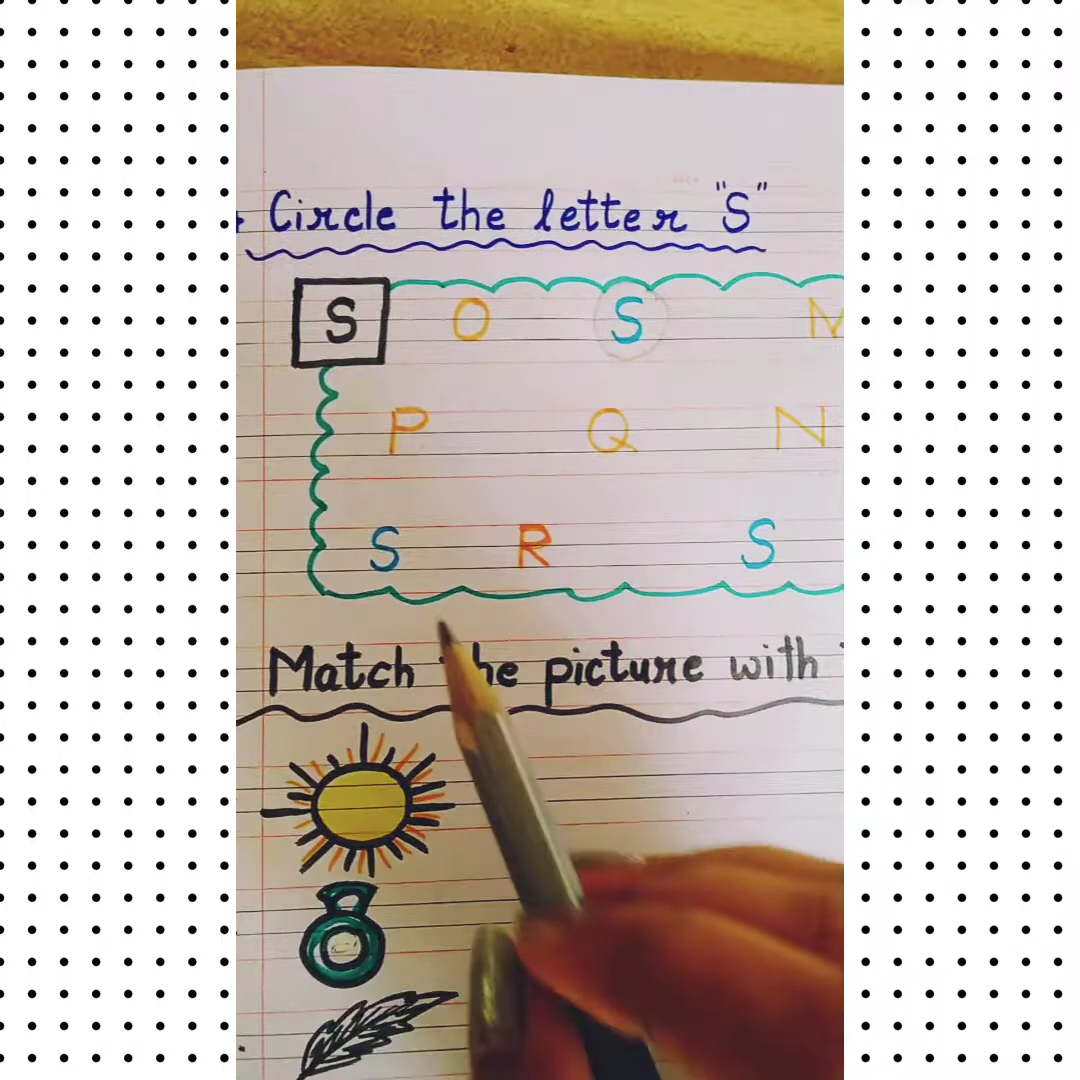 Circle the letter "S"
S O S M
P Q N
S R S
Match the picture with